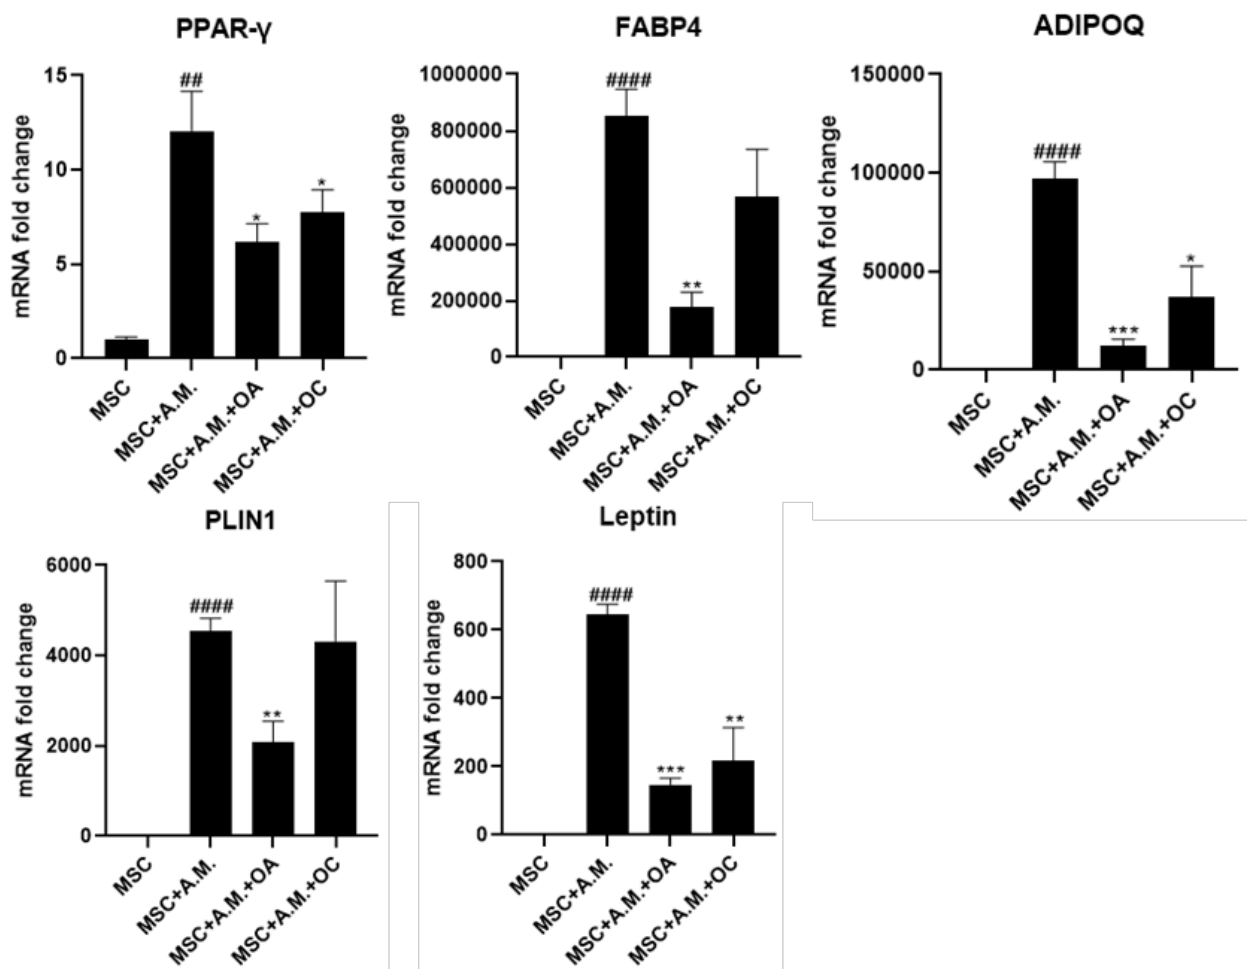 PPAR-γ
mRNA fold change
15
10
5
0
##
*
*
MSC
MSC+A.M.
MSC+A.M.+OA
MSC+A.M.+OC
FABP4
mRNA fold change
1000000
800000
600000
400000
200000
0
####
**
MSC
MSC+A.M.
MSC+A.M.+OA
MSC+A.M.+OC
ADIPOQ
mRNA fold change
150000
100000
50000
0
####
***
*
MSC
MSC+A.M.
MSC+A.M.+OA
MSC+A.M.+OC
PLIN1
mRNA fold change
6000
4000
2000
0
####
**
MSC
MSC+A.M.
MSC+A.M.+OA
MSC+A.M.+OC
Leptin
mRNA fold change
800
600
400
200
0
####
***
**
MSC
MSC+A.M.
MSC+A.M.+OA
MSC+A.M.+OC